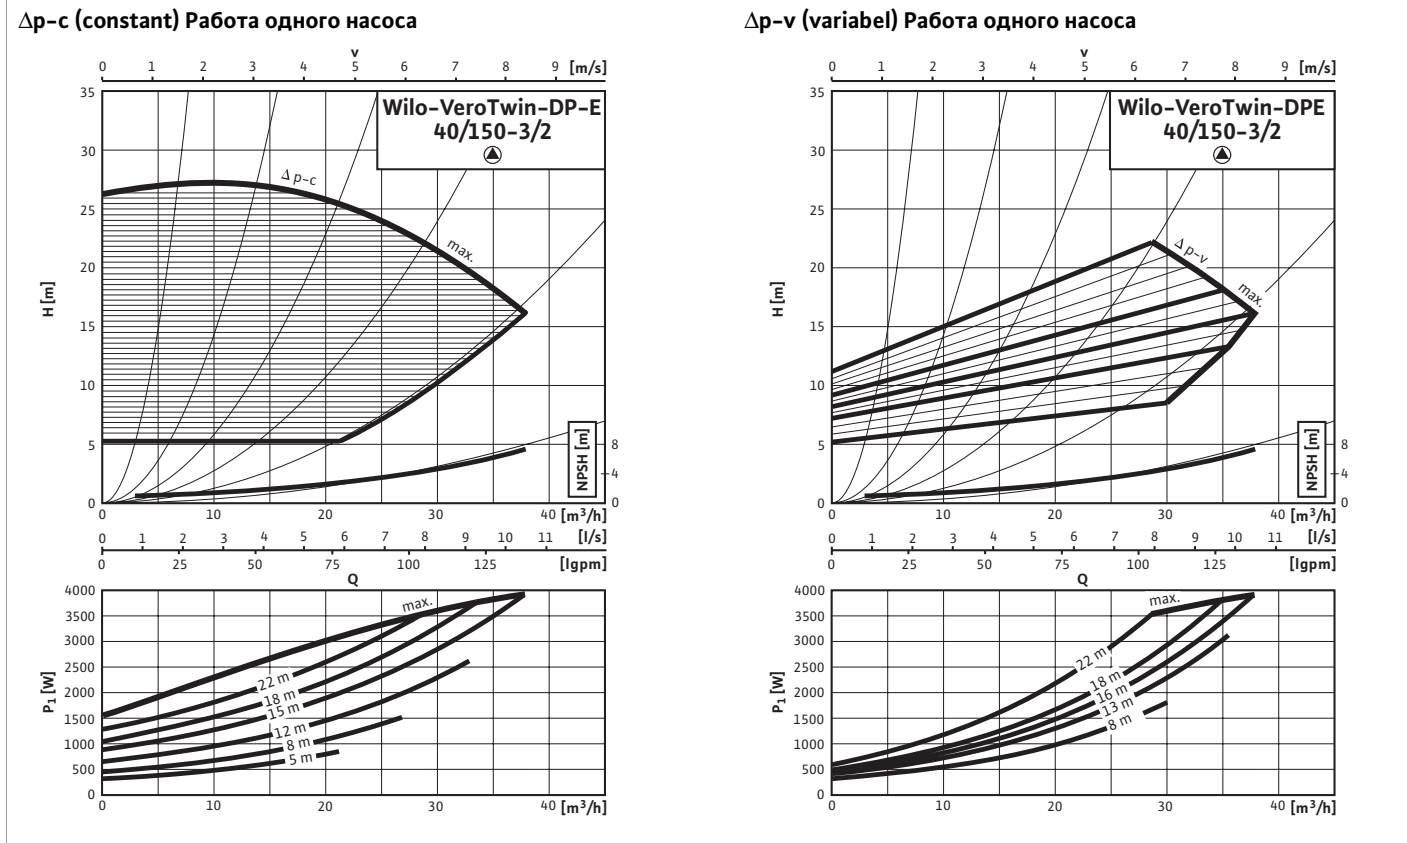 Δp-c (constant) Работа одного насоса
v
0 1 2 3 4 5 6 7 8 9 [m/s]
35
30
25
20
15
10
5
0
H [m]
Wilo-VeroTwin-DP-E
40/150-3/2
Δ p-c
max.
NPSH [m]
8
4
0
0 10 20 30 40 [m³/h]
0 1 2 3 4 5 6 7 8 9 10 11 [l/s]
0 25 50 75 100 125 [Igpm]
Q
4000
3500
3000
2500
2000
1500
1000
500
0
P₁ [W]
max.
22 m
18 m
15 m
12 m
8 m
5 m
0 10 20 30 40 [m³/h]
Δp-v (variabel) Работа одного насоса
v
0 1 2 3 4 5 6 7 8 9 [m/s]
35
30
25
20
15
10
5
0
H [m]
Wilo-VeroTwin-DPE
40/150-3/2
Δ p-v
max.
NPSH [m]
8
4
0
0 10 20 30 40 [m³/h]
0 1 2 3 4 5 6 7 8 9 10 11 [l/s]
0 25 50 75 100 125 [Igpm]
Q
4000
3500
3000
2500
2000
1500
1000
500
0
P₁ [W]
max.
22 m
18 m
16 m
13 m
8 m
0 10 20 30 40 [m³/h]